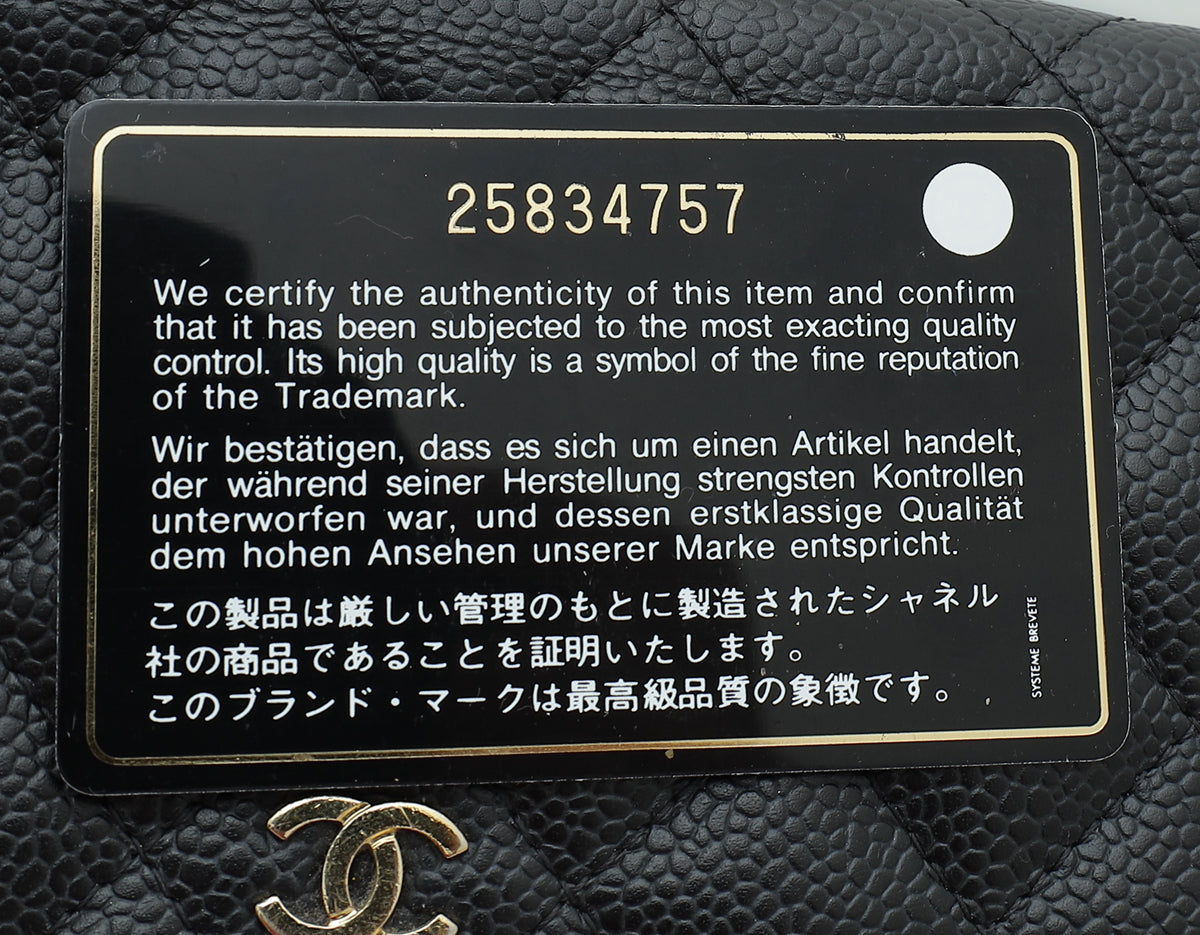 25834757
We certify the authenticity of this item and confirm
that it has been subjected to the most exacting quality
control. Its high quality is a symbol of the fine reputation
of the Trademark.
Wir bestätigen, dass es sich um einen Artikel handelt,
der während seiner Herstellung strengsten Kontrollen
unterworfen war, und dessen erstklassige Qualität
dem hohen Ansehen unserer Marke entspricht.
この製品は厳しい管理のもとに製造されたシャネル
社の商品であることを証明いたします。
このブランド・マークは最高級品質の象徴です。
SYSTEME BREVETE